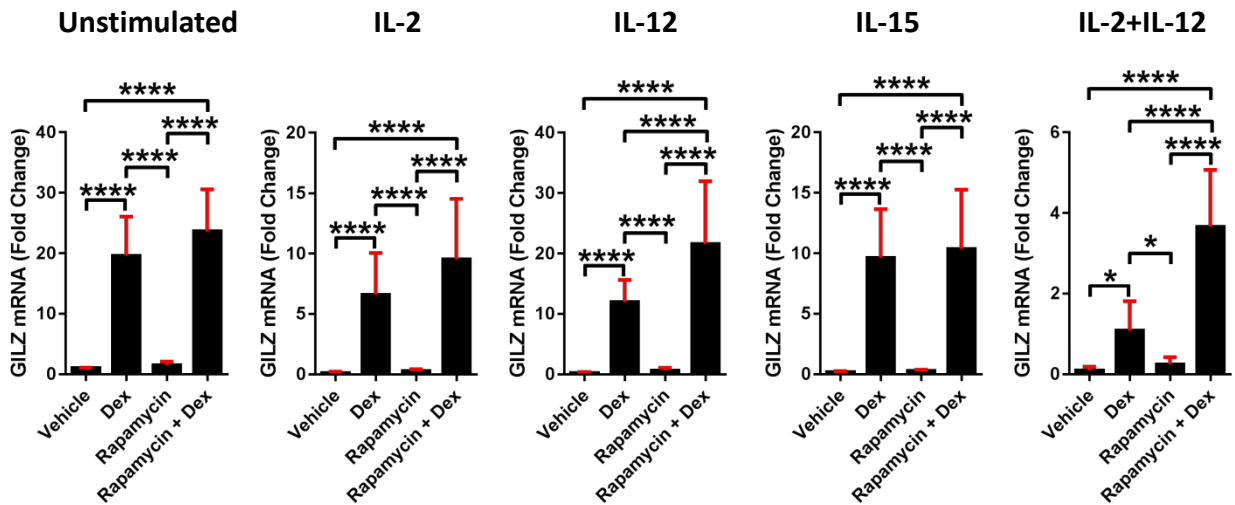 Unstimulated
IL-2
IL-12
IL-15
IL-2+IL-12
GILZ mRNA (Fold Change)
40
30
20
10
0
****
****
****
****
Vehicle
Dex
Rapamycin
Rapamycin + Dex
GILZ mRNA (Fold Change)
20
15
10
5
0
****
****
****
****
Vehicle
Dex
Rapamycin
Rapamycin + Dex
GILZ mRNA (Fold Change)
40
30
20
10
0
****
****
****
****
****
Vehicle
Dex
Rapamycin
Rapamycin + Dex
GILZ mRNA (Fold Change)
20
15
10
5
0
****
****
****
****
Vehicle
Dex
Rapamycin
Rapamycin + Dex
GILZ mRNA (Fold Change)
6
4
2
0
****
****
****
*
*
Vehicle
Dex
Rapamycin
Rapamycin + Dex